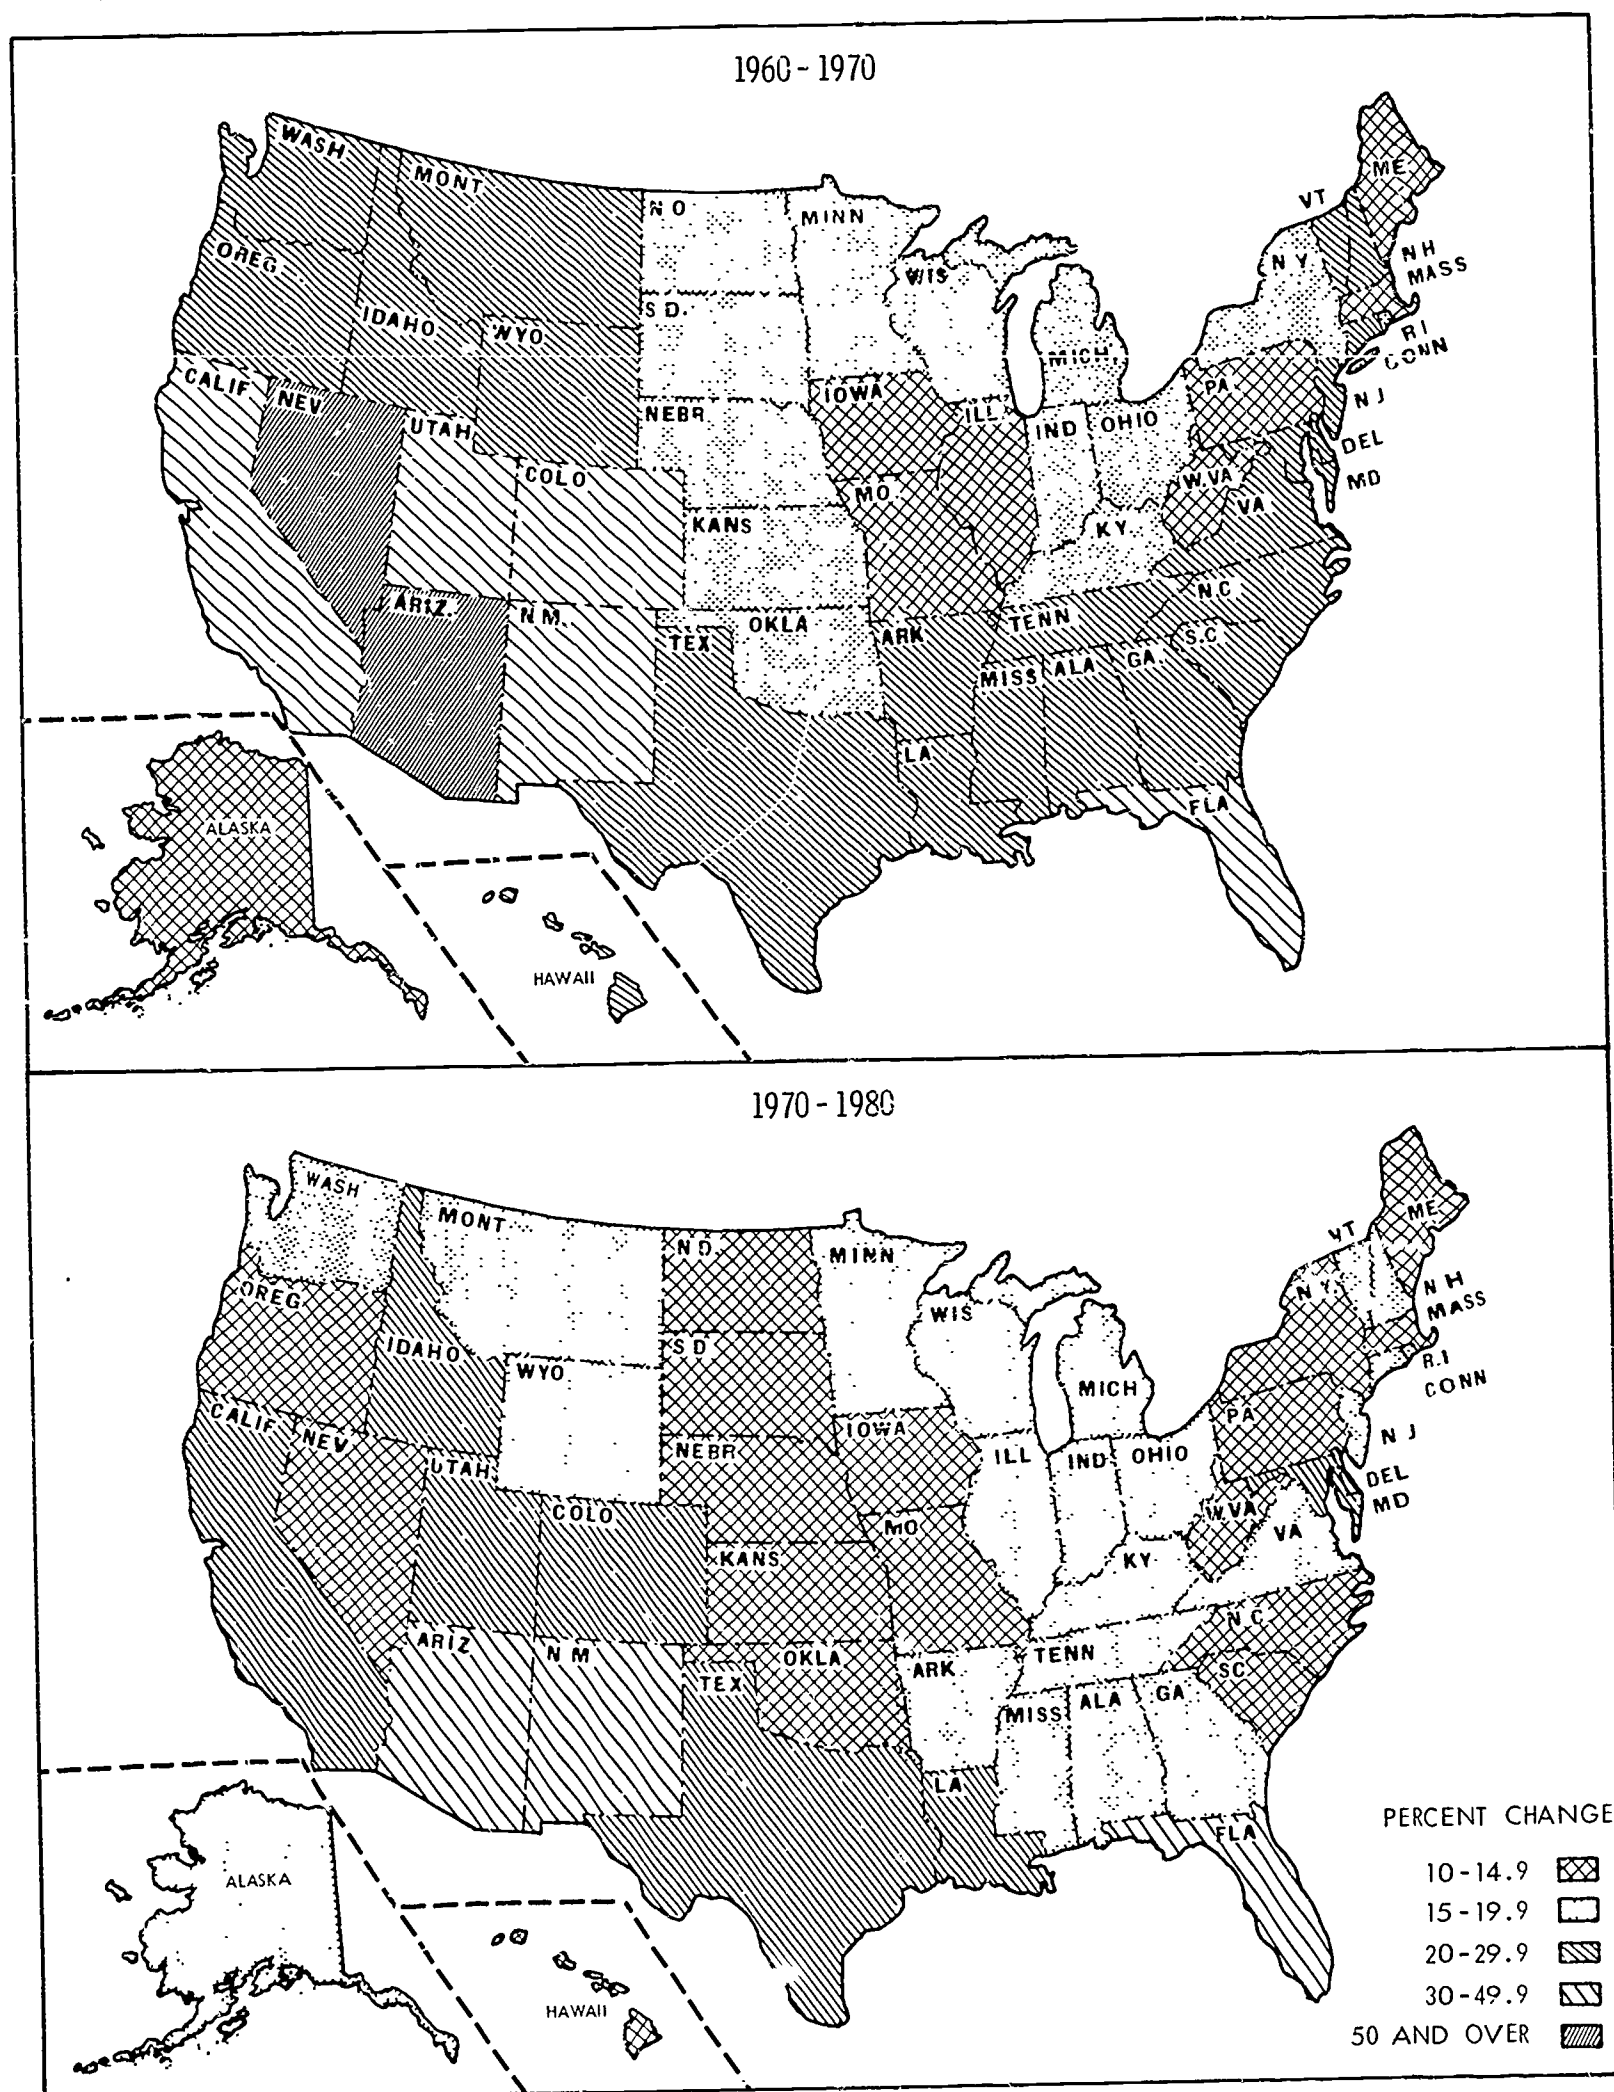 1960 - 1970
WASH
MONT
N D
MINN
VT
ME
OREG
IDAHO
WYO
S D.
WIS
MICH.
N Y
N H
MASS
R I
CONN
CALIF
NEV
UTAH
NEBR
IOWA
ILL
IND
OHIO
PA.
N J
DEL
MD
COLO
KANS
MO
KY
W.VA
VA
ARIZ.
N M.
TEX
OKLA
ARK
TENN
N C
S.C
MISS
ALA
GA.
LA
FLA
ALASKA
HAWAII
1970 - 1980
WASH
MONT
N D.
MINN
VT
ME
OREG
IDAHO
WYO
S D
WIS
MICH
N Y.
N H
MASS
R.I
CONN
CALIF
NEV
UTAH
NEBR
IOWA
ILL
IND
OHIO
PA
N J
DEL
MD
COLO
KANS
MO
KY
W.VA
VA
ARIZ
N M
TEX
OKLA
ARK
TENN
N C
SC
MISS
ALA
GA
LA
FLA
ALASKA
HAWAII
PERCENT CHANGE
10 - 14.9
15 - 19.9
20 - 29.9
30 - 49.9
50 AND OVER